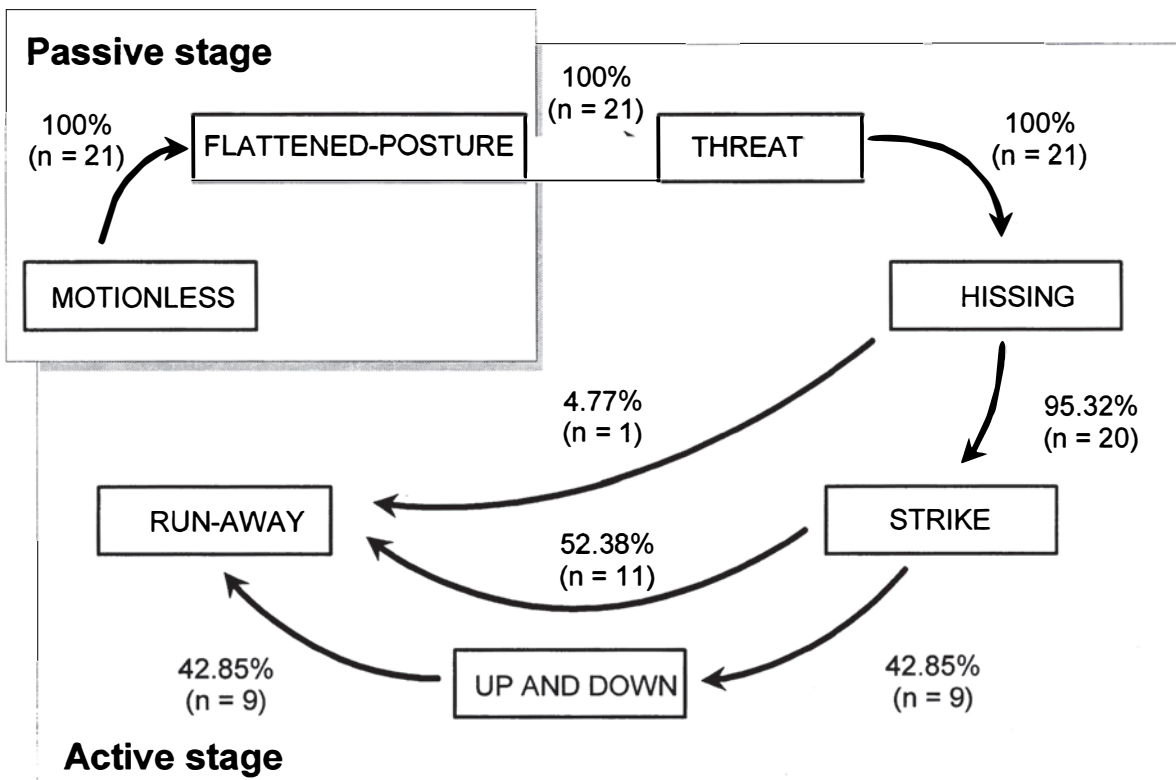 Passive stage
100%
(n = 21)
FLATTENED-POSTURE
100%
(n = 21)
THREAT
100%
(n = 21)
MOTIONLESS
HISSING
4.77%
(n = 1)
95.32%
(n = 20)
RUN-AWAY
STRIKE
52.38%
(n = 11)
42.85%
(n = 9)
UP AND DOWN
42.85%
(n = 9)
Active stage